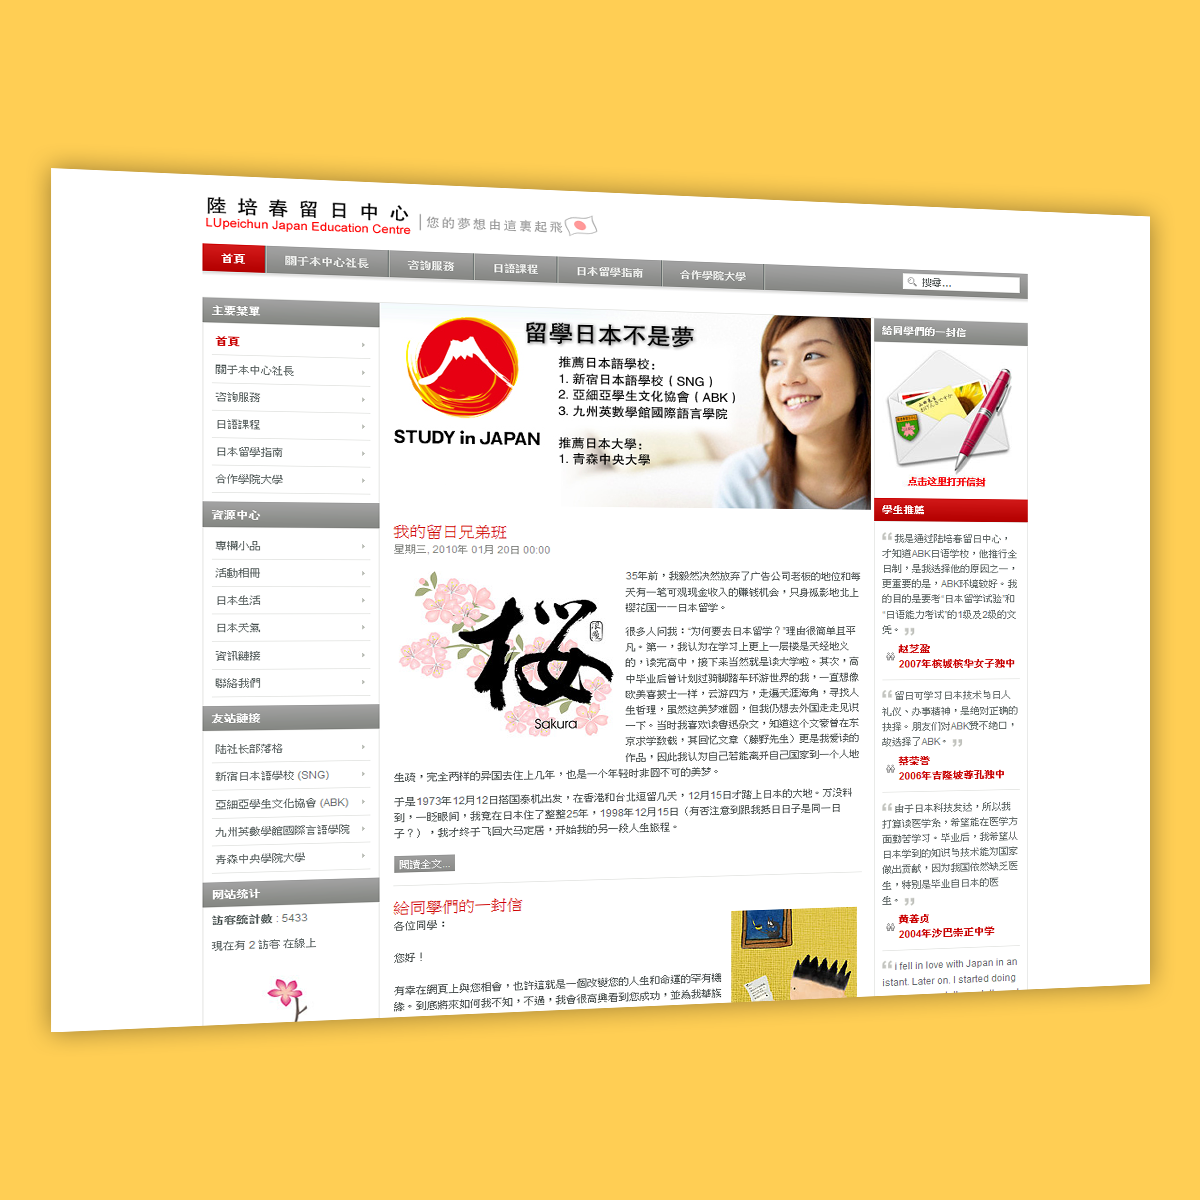 陸培春留日中心
LUpeichun Japan Education Centre
您的夢想由這裏起飛
首頁
關于本中心社長
咨詢服務
日語課程
日本留學指南
合作學院大學
搜尋...
主要菜單
首頁
關于本中心社長
咨詢服務
日語課程
日本留學指南
合作學院大學
資源中心
專欄小品
活動相冊
日本生活
日本天氣
資訊鏈接
聯絡我們
友站鏈接
陆社长部落格
新宿日本語學校 (SNG)
亞細亞學生文化協會 (ABK)
九州英數學館國際言語學院
青森中央學院大學
网站统计
訪客統計數 : 5433
現在有 2 訪客 在線上
STUDY in JAPAN
留學日本不是夢
推薦日本語學校：
1. 新宿日本語學校（SNG）
2. 亞細亞學生文化協會（ABK）
3. 九州英數學館國際語言學院
推薦日本大學：
1. 青森中央大學
我的留日兄弟班
星期三, 2010年 01月 20日 00:00
桜
Sakura
35年前，我毅然决然放弃了广告公司老板的地位和每
天有一笔可观现金收入的赚钱机会，只身孤影地北上
樱花国——日本留学。
很多人问我：“为何要去日本留学？”理由很简单且平
凡。第一，我认为在学习上更上一层楼是天经地义
的，读完高中，接下来当然就是读大学啦。其次，高
中毕业后曾计划过骑脚踏车环游世界的我，一直想像
欧美喜披士一样，云游四方，走遍天涯海角，寻找人
生哲理，虽然这美梦难圆，但我仍想去外国走走见识
一下。当时我喜欢读鲁迅杂文，知道这个文豪曾在东
京求学数载，其回忆文章〈藤野先生〉更是我爱读的
作品，因此我认为自己若能离开自己国家到一个人地
生疏，完全两样的异国去住上几年，也是一个年轻时非圆不可的美梦。
于是1973年12月12日搭国泰机出发，在香港和台北逗留几天，12月15日才踏上日本的大地。万没料
到，一眨眼间，我竟在日本住了整整25年，1998年12月15日（有否注意到跟我抵日日子是同一日
子？），我才终于飞回大马定居，开始我的另一段人生旅程。
閱讀全文...
給同學們的一封信
各位同學：
您好！
有幸在網頁上與您相會，也許這就是一個改變您的人生和命運的罕有機
緣。到底將來如何我不知，不過，我會很高興看到您成功，並為我華族
給同學們的一封信
点击这里打开信封
學生推薦
我是通过陆培春留日中心，
才知道ABK日语学校，他推行全
日制，是我选择他的原因之一，
更重要的是，ABK环境较好。我
的目的是要考“日本留学试验”和
“日语能力考试”的1级及2级的文
凭。
赵芝盈
2007年槟城槟华女子独中
留日可学习日本技术与日人
礼仪、办事精神，是绝对正确的
抉择。朋友们对ABK赞不绝口，
故选择了ABK。
蔡荣誉
2006年吉隆坡尊孔独中
由于日本科技发达，所以我
打算读医学系，希望能在医学方
面勤苦学习。毕业后，我希望从
日本学到的知识与技术能为国家
做出贡献，因为我国依然缺乏医
生，特别是毕业自日本的医
生。
黄善贞
2004年沙巴崇正中学
I fell in love with Japan in an
istant. Later on. I started doing